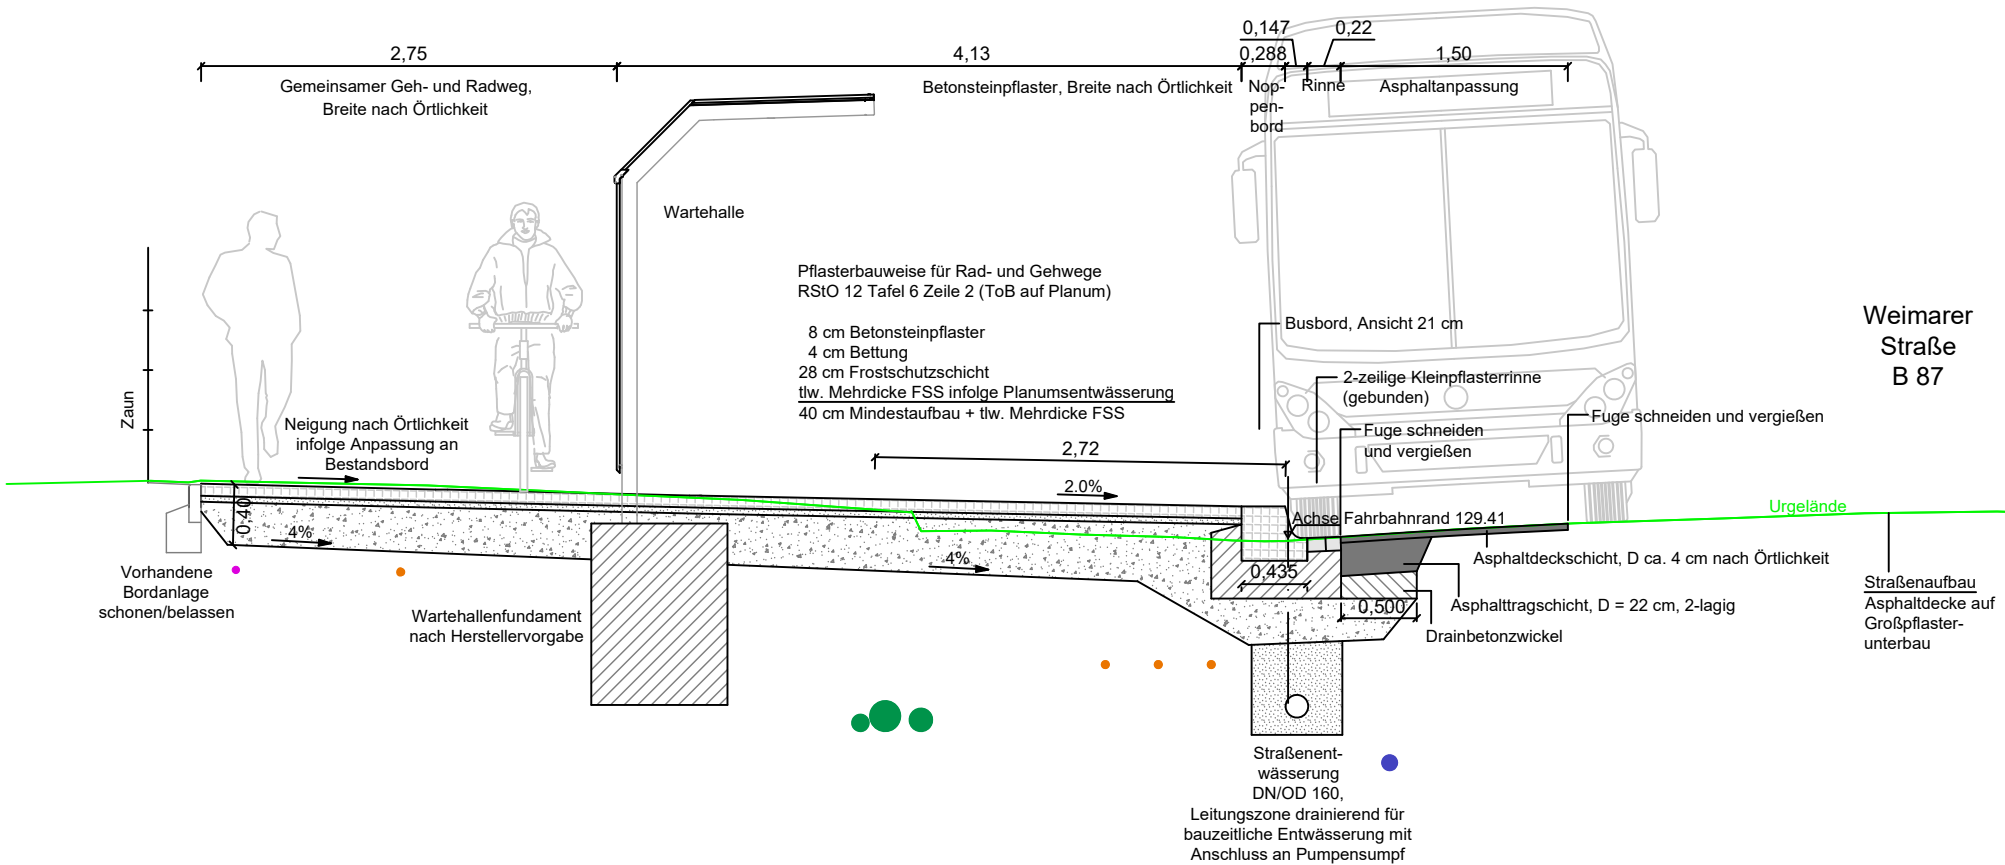 2,75
4,13
0,147
0,22
0,288
1,50
Gemeinsamer Geh- und Radweg,
Breite nach Örtlichkeit
Betonsteinpflaster, Breite nach Örtlichkeit
Nop-
pen-
bord
Rinne
Asphaltanpassung
Wartehalle
Pflasterbauweise für Rad- und Gehwege
RStO 12 Tafel 6 Zeile 2 (ToB auf Planum)
8 cm Betonsteinpflaster
4 cm Bettung
28 cm Frostschutzschicht
tlw. Mehrdicke FSS infolge Planumsentwässerung
40 cm Mindestaufbau + tlw. Mehrdicke FSS
Busbord, Ansicht 21 cm
2-zeilige Kleinpflasterrinne
(gebunden)
Fuge schneiden
und vergießen
Fuge schneiden und vergießen
Weimarer
Straße
B 87
Zaun
Neigung nach Örtlichkeit
infolge Anpassung an
Bestandsbord
2,72
2.0%
0,40
4%
4%
Achse Fahrbahnrand 129.41
Urgelände
0,435
0,500
Asphaltdeckschicht, D ca. 4 cm nach Örtlichkeit
Asphalttragschicht, D = 22 cm, 2-lagig
Drainbetonzwickel
Straßenaufbau
Asphaltdecke auf
Großpflaster-
unterbau
Vorhandene
Bordanlage
schonen/belassen
Wartehallenfundament
nach Herstellervorgabe
Straßenent-
wässerung
DN/OD 160,
Leitungszone drainierend für
bauzeitliche Entwässerung mit
Anschluss an Pumpensumpf